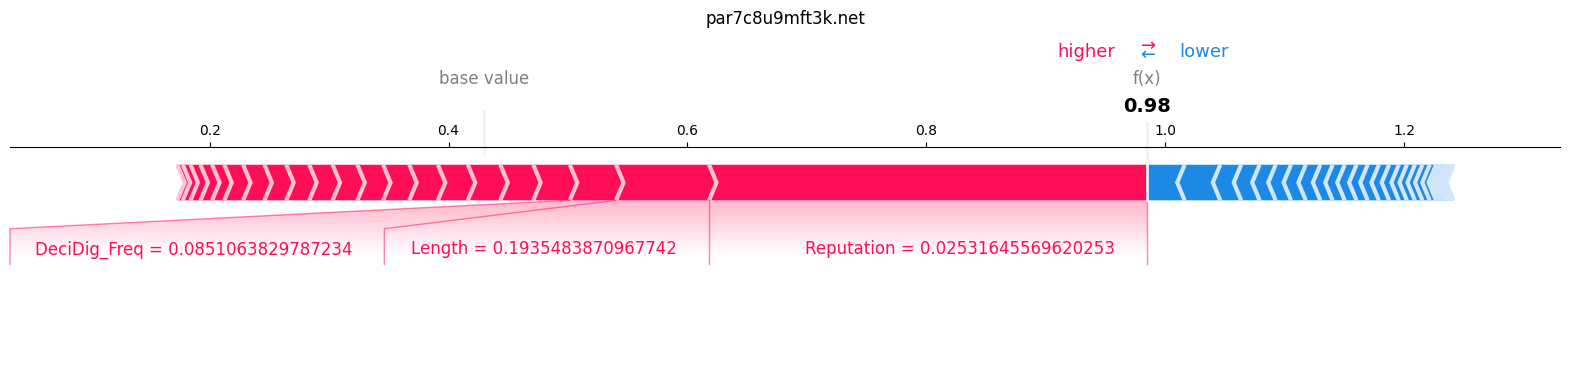 par7c8u9mft3k.net
higher ⇄ lower
base value f(x)
0.98
0.2 0.4 0.6 0.8 1.0 1.2
DeciDig_Freq = 0.0851063829787234 Length = 0.1935483870967742 Reputation = 0.02531645569620253